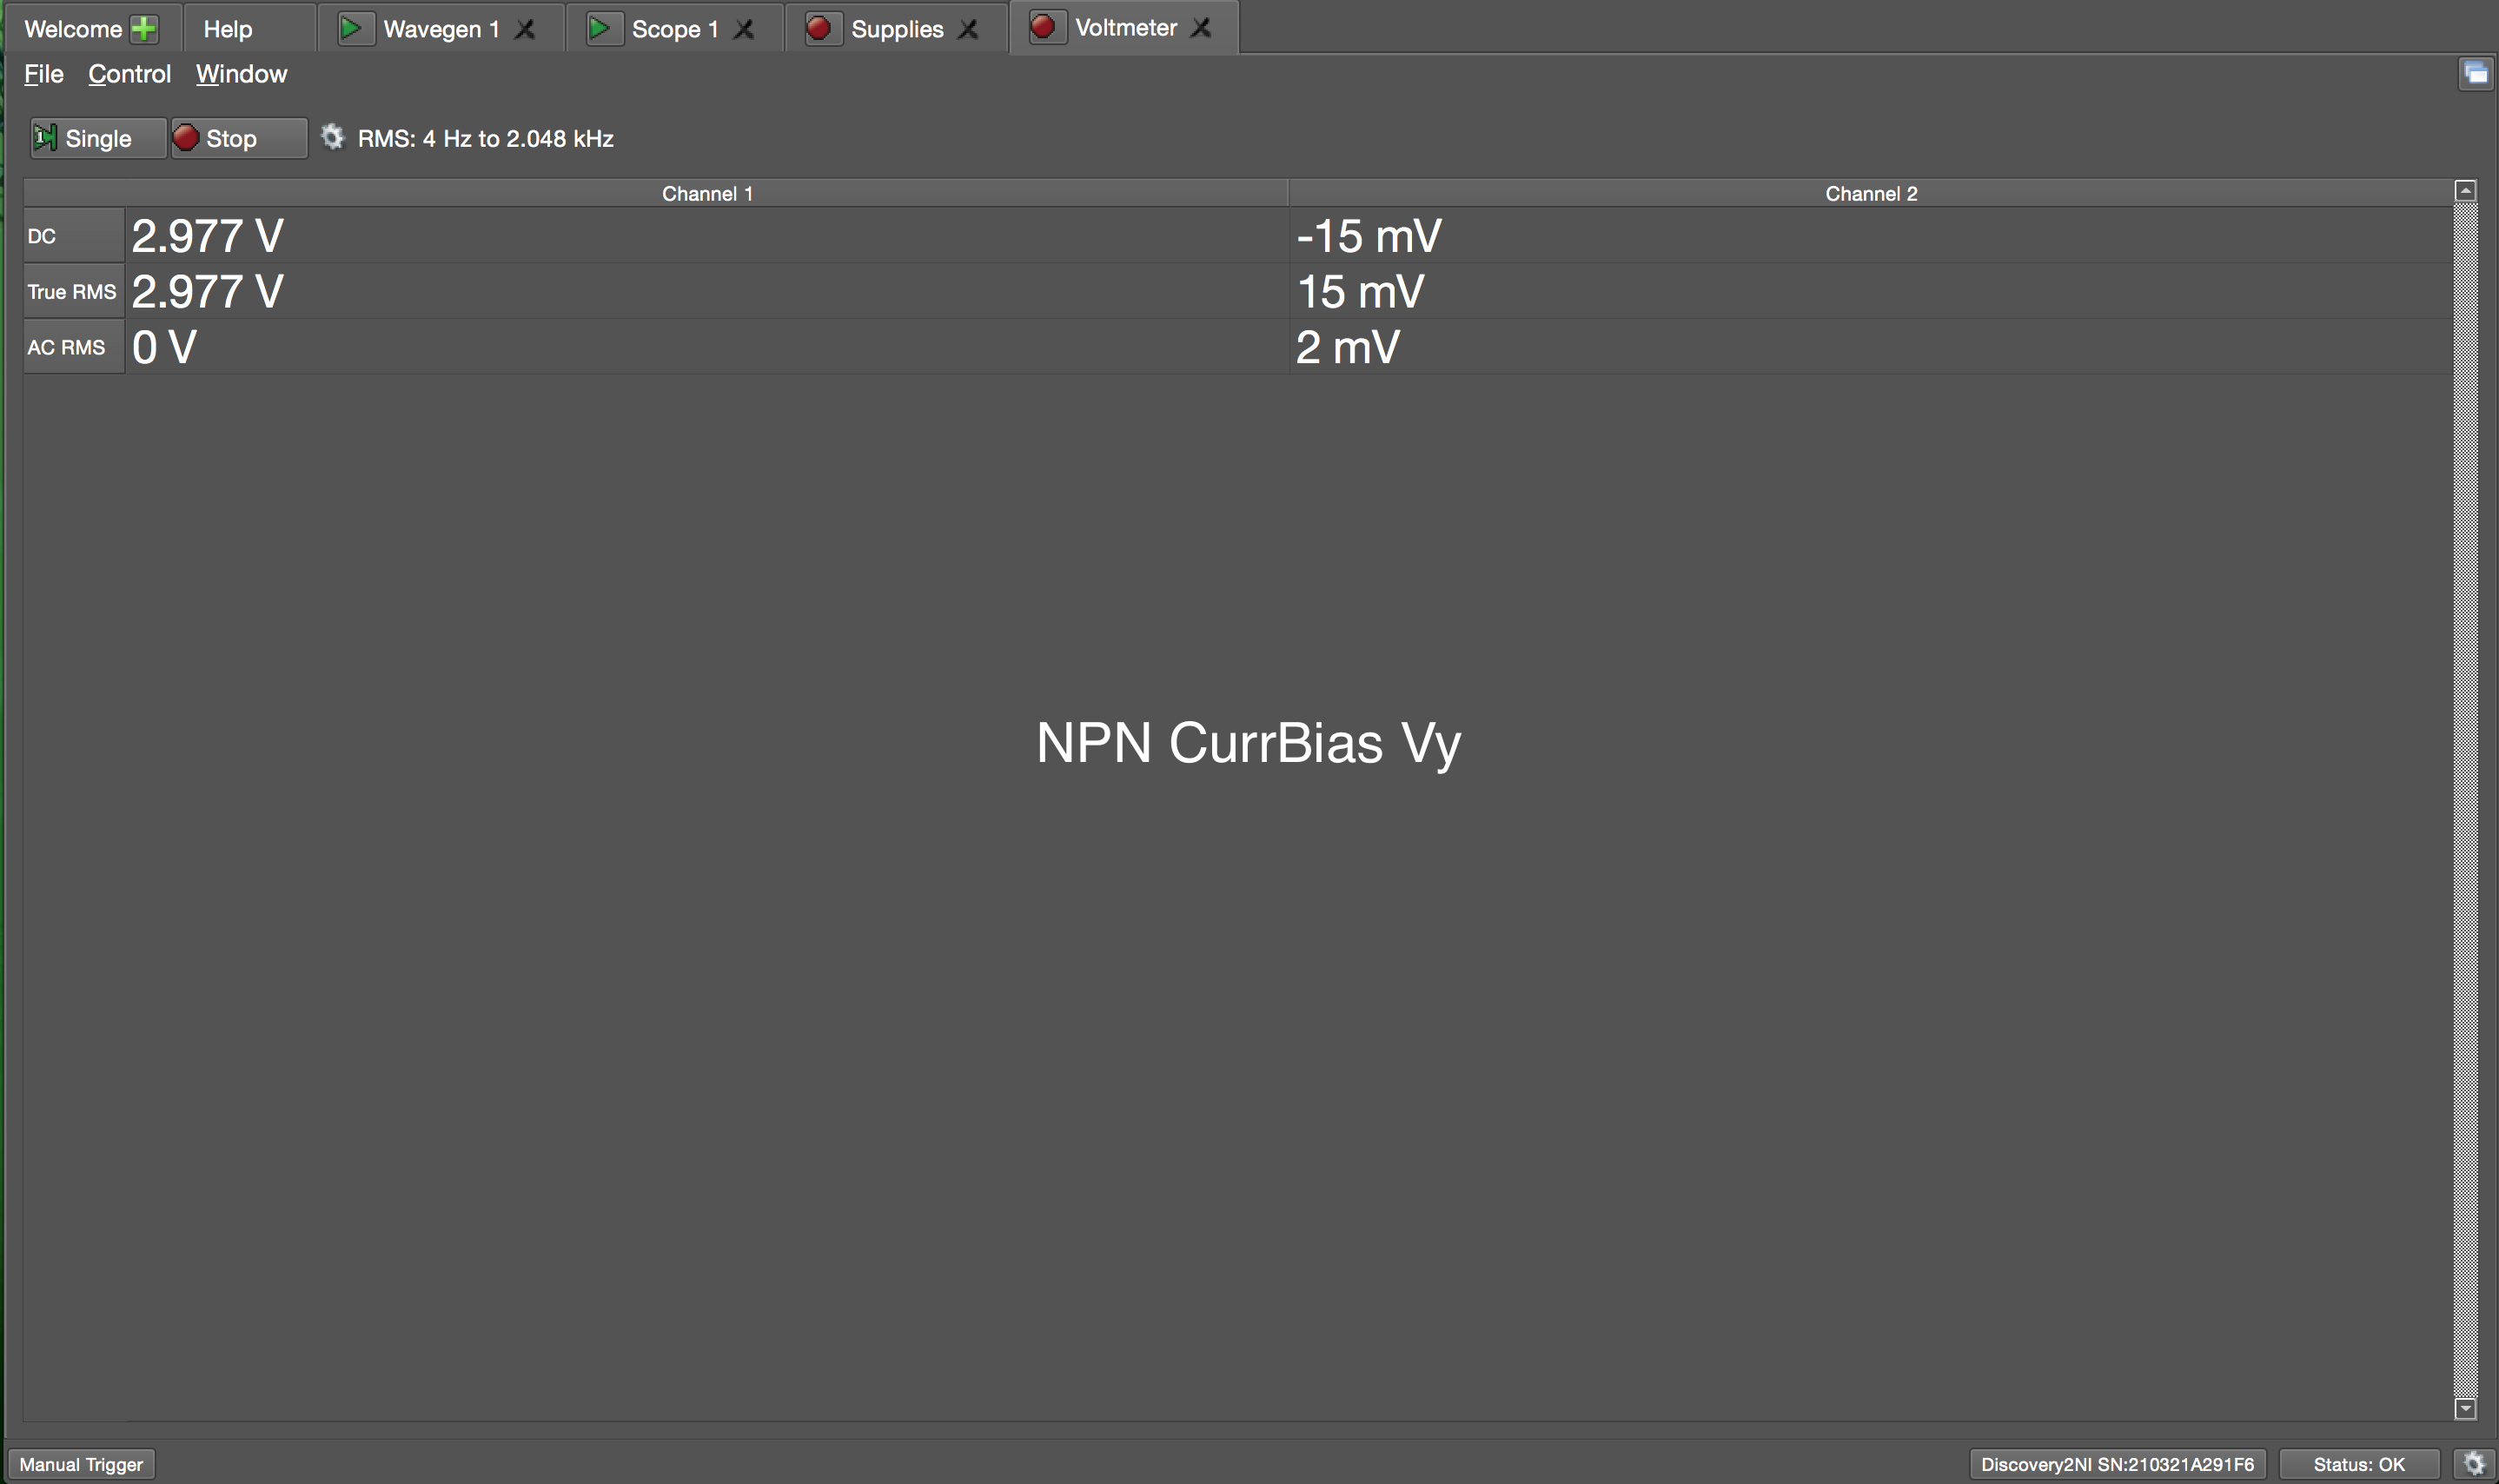 Welcome Help Wavegen 1 Scope 1 Supplies Voltmeter
File Control Window
Single Stop RMS: 4 Hz to 2.048 kHz
Channel 1 Channel 2
DC 2.977 V -15 mV
True RMS 2.977 V 15 mV
AC RMS 0 V 2 mV
NPN CurrBias Vy
Manual Trigger Discovery2NI SN:210321A291F6 Status: OK